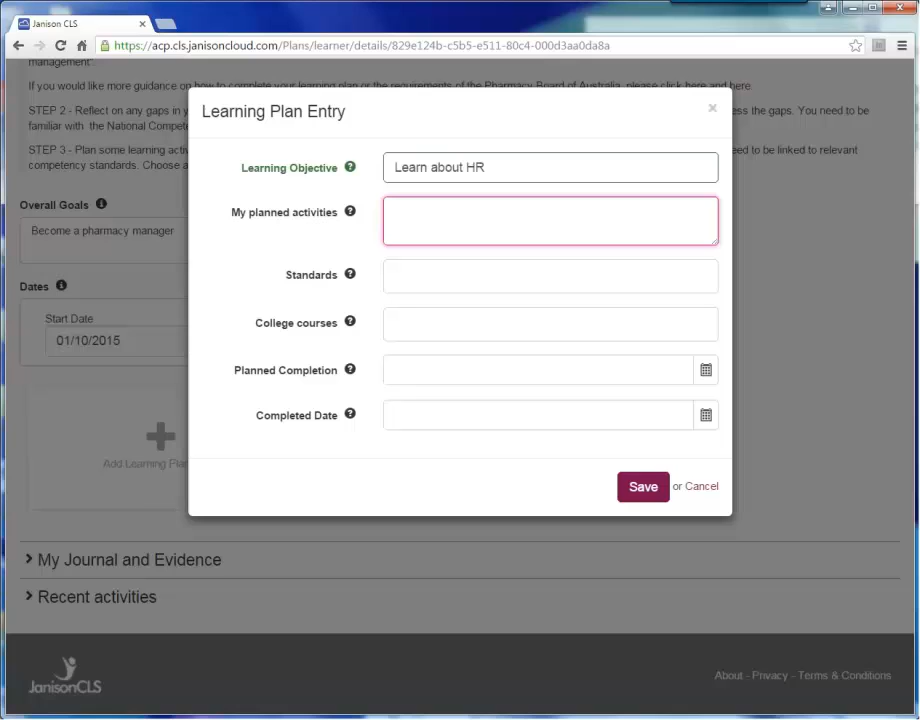 Janison CLS
https://acp.cls.janisoncloud.com/Plans/learner/details/829e124b-c5b5-e511-80c4-000d3aa0da8a
management".
If you would like more guidance on how to complete your learning plan or the requirements of the Pharmacy Board of Australia, please click here and here.
STEP 2 - Reflect on any gaps in y
ess the gaps. You need to be
familiar with the National Compet
STEP 3 - Plan some learning activ
eed to be linked to relevant
competency standards. Choose a
Learning Plan Entry
×
Learning Objective
Learn about HR
My planned activities
Standards
College courses
Planned Completion
Completed Date
Save or Cancel
Overall Goals
Become a pharmacy manager
Dates
Start Date
01/10/2015
Add Learning Plan
My Journal and Evidence
Recent activities
JanisonCLS
About - Privacy - Terms & Conditions